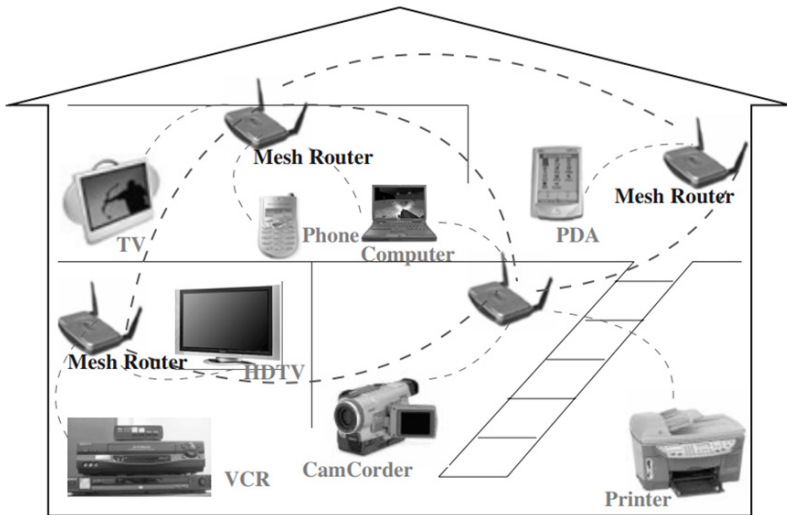 Mesh Router
Mesh Router
TV
Phone
Computer
PDA
Mesh Router
HDTV
VCR
CamCorder
Printer